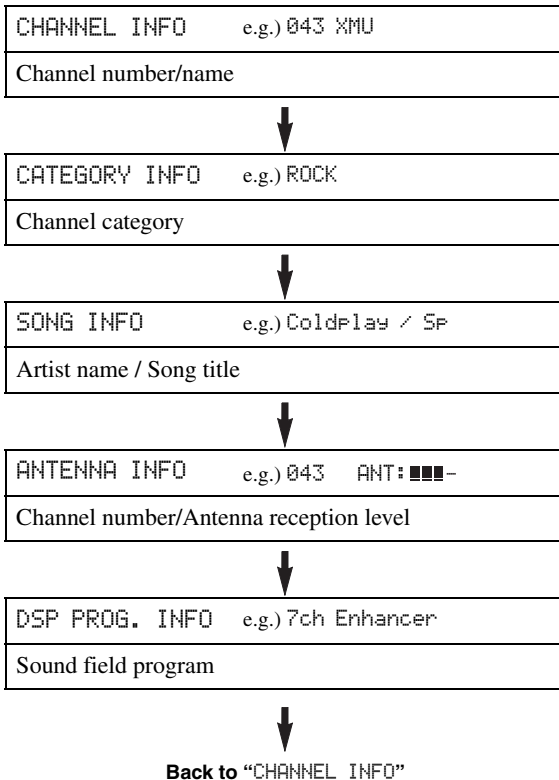 CHANNEL INFO e.g.) 043 XMU
Channel number/name
CATEGORY INFO e.g.) ROCK
Channel category
SONG INFO e.g.) Coldplay / Sp
Artist name / Song title
ANTENNA INFO e.g.) 043 ANT:■■■-
Channel number/Antenna reception level
DSP PROG. INFO e.g.) 7ch Enhancer
Sound field program
Back to “CHANNEL INFO”